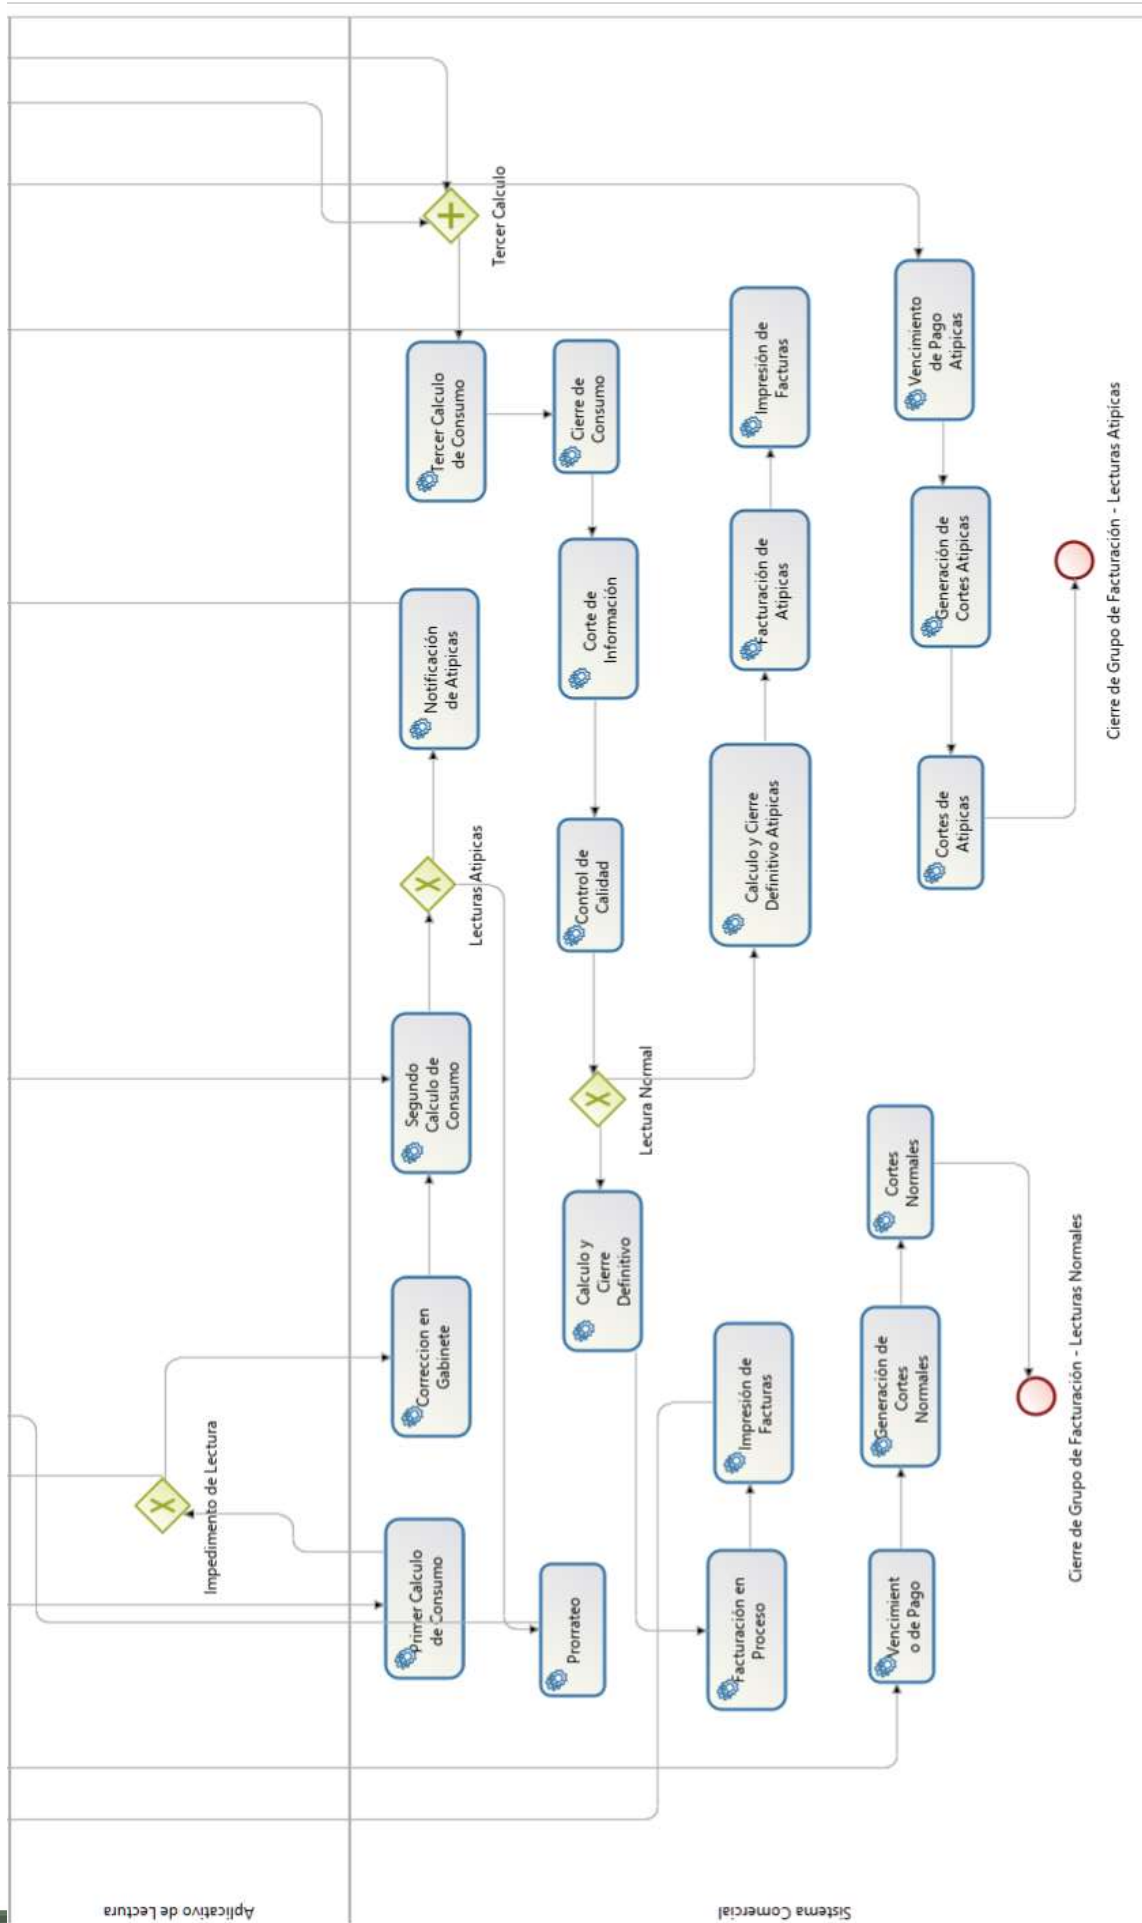 Aplicativo de Lectura
Impedimento de Lectura
Sistema Comercial
Primer Calculo
de Consumo
Correccion en
Gabinete
Segundo
Calculo de
Consumo
Lecturas Atipicas
Notificación
de Atipicas
Tercer Calculo
de Consumo
Tercer Calculo
Prorrateo
Calculo y
Cierre
Definitivo
Lectura Normal
Control de
Calidad
Corte de
Información
Cierre de
Consumo
Facturación en
Proceso
Impresión de
Facturas
Calculo y Cierre
Definitivo Atipicas
Facturación de
Atipicas
Impresión de
Facturas
Vencimient
o de Pago
Generación de
Cortes
Normales
Cortes
Normales
Cortes de
Atipicas
Generación de
Cortes Atipicas
Vencimiento
de Pago
Atipicas
Cierre de Grupo de Facturación - Lecturas Normales
Cierre de Grupo de Facturación - Lecturas Atipicas